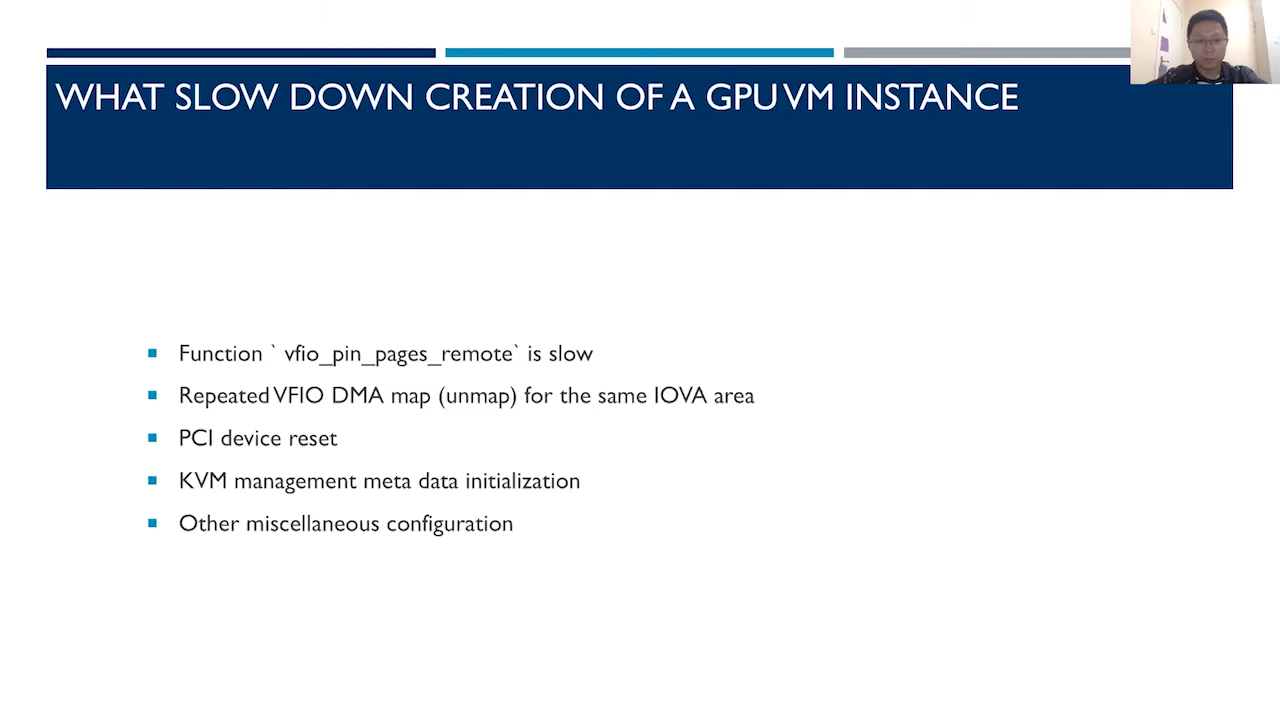 WHAT SLOW DOWN CREATION OF A GPU VM INSTANCE
Function ` vfio_pin_pages_remote` is slow
Repeated VFIO DMA map (unmap) for the same IOVA area
PCI device reset
KVM management meta data initialization
Other miscellaneous configuration